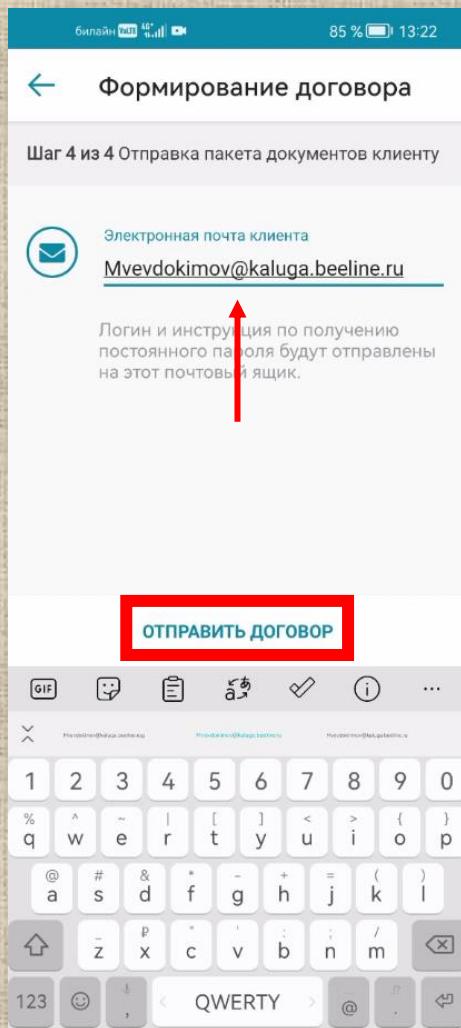 билайн VoLTE 4G+ 85 % 13:22
Формирование договора
Шаг 4 из 4 Отправка пакета документов клиенту
Электронная почта клиента
Mvevdokimov@kaluga.beeline.ru
Логин и инструкция по получению
постоянного пароля будут отправлены
на этот почтовый ящик.
ОТПРАВИТЬ ДОГОВОР
GIF
1 2 3 4 5 6 7 8 9 0
% ^ ~ | [ ] < > { }
q w e r t y u i o p
@ # & * - + = ( )
a s d f g h j k l
_ ₽ " ' : ; /
z x c v b n m
123 , QWERTY @ .
!?